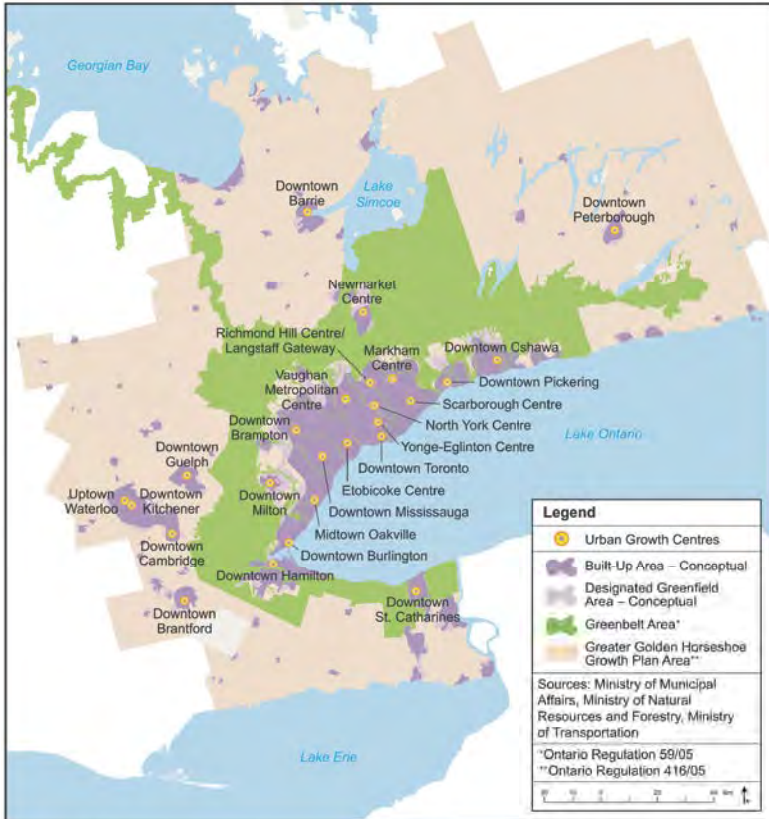 Georgian Bay
Downtown
Barrie
Lake
Simcoe
Downtown
Peterborough
Newmarket
Centre
Richmond Hill Centre/
Langstaff Gateway
Markham
Centre
Downtown Cshawa
Vaughan
Metropolitan
Centre
Downtown Pickering
Scarborough Centre
North York Centre
Lake Ontario
Downtown
Brampton
Yonge-Eglinton Centre
Downtown Toronto
Downtown
Guelph
Etobicoke Centre
Uptown
Waterloo
Downtown
Kitchener
Downtown
Milton
Downtown Mississauga
Midtown Oakville
Downtown
Cambridge
Downtown Burlington
Downtown Hamilton
Downtown
Brantford
Downtown
St. Catharines
Lake Erie
Legend
Urban Growth Centres
Built-Up Area – Conceptual
Designated Greenfield
Area – Conceptual
Greenbelt Area*
Greater Golden Horseshoe
Growth Plan Area**
Sources: Ministry of Municipal
Affairs, Ministry of Natural
Resources and Forestry, Ministry
of Transportation
*Ontario Regulation 59/05
**Ontario Regulation 416/05